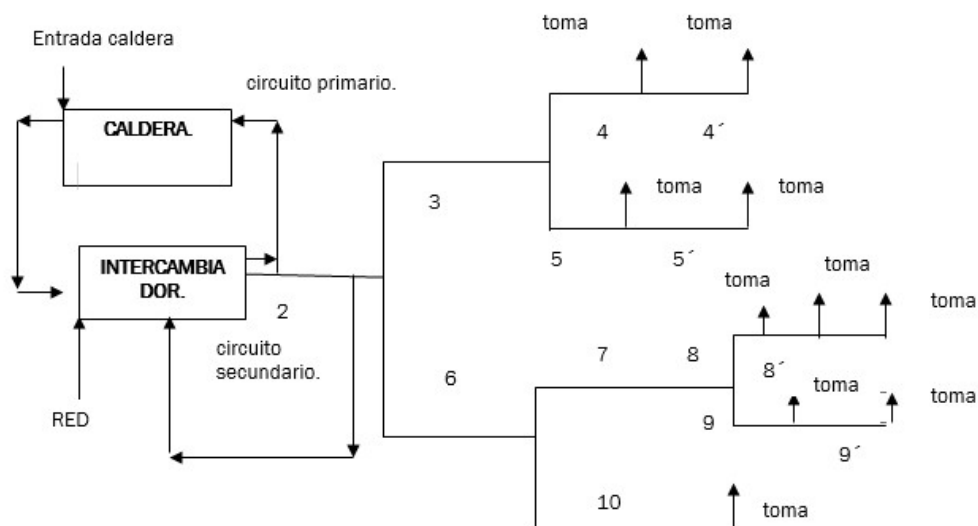 toma
toma
Entrada caldera
circuito primario.
CALDERA.
4
4´
toma
toma
3
INTERCAMBIA
DOR.
5
5´
toma
toma
toma
2
circuito
secundario.
7
8
8´
6
toma
toma
RED
9
9´
10
toma